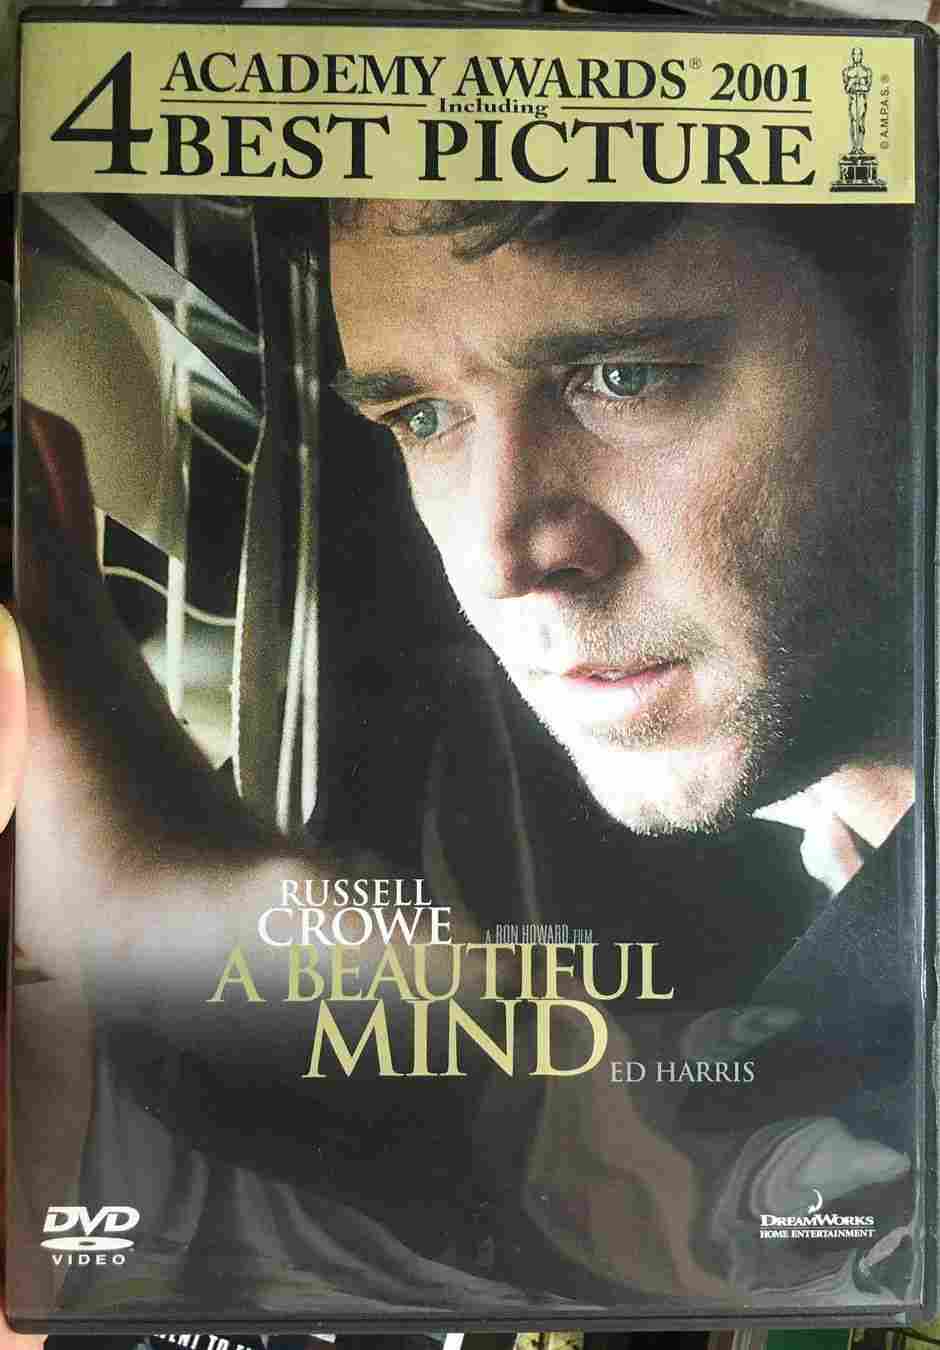 4 ACADEMY AWARDS® 2001
Including
BEST PICTURE
© A.M.P.A.S.®
RUSSELL
CROWE
A RON HOWARD FILM
A BEAUTIFUL
MIND
ED HARRIS
DVD
VIDEO
DREAMWORKS
HOME ENTERTAINMENT